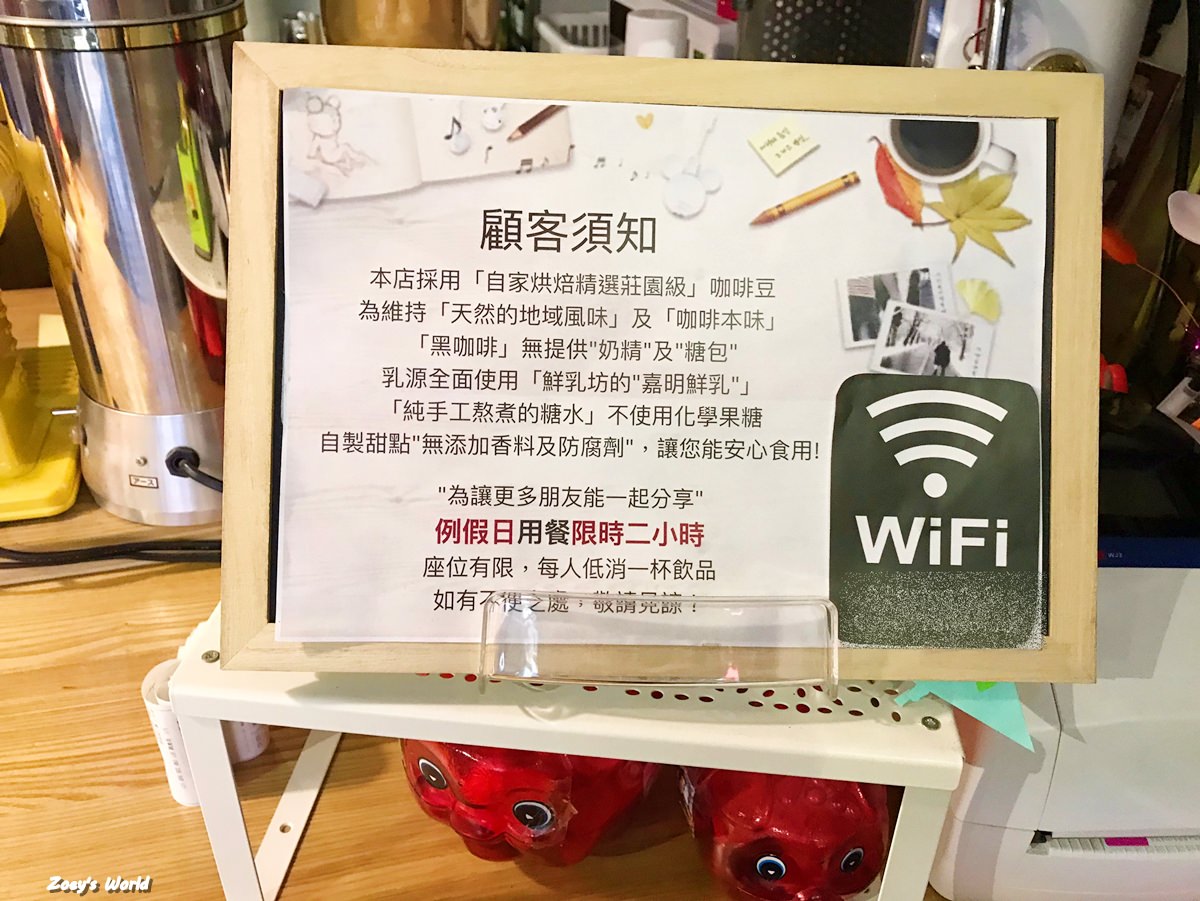 顧客須知
本店採用「自家烘焙精選莊園級」咖啡豆
為維持「天然的地域風味」及「咖啡本味」
「黑咖啡」無提供"奶精"及"糖包"
乳源全面使用「鮮乳坊的"嘉明鮮乳"」
「純手工熬煮的糖水」不使用化學果糖
自製甜點"無添加香料及防腐劑"，讓您能安心食用!
"為讓更多朋友能一起分享"
例假日用餐限時二小時
座位有限，每人低消一杯飲品
如有不便之處，敬請見諒！
WiFi
アース
Zoey's World